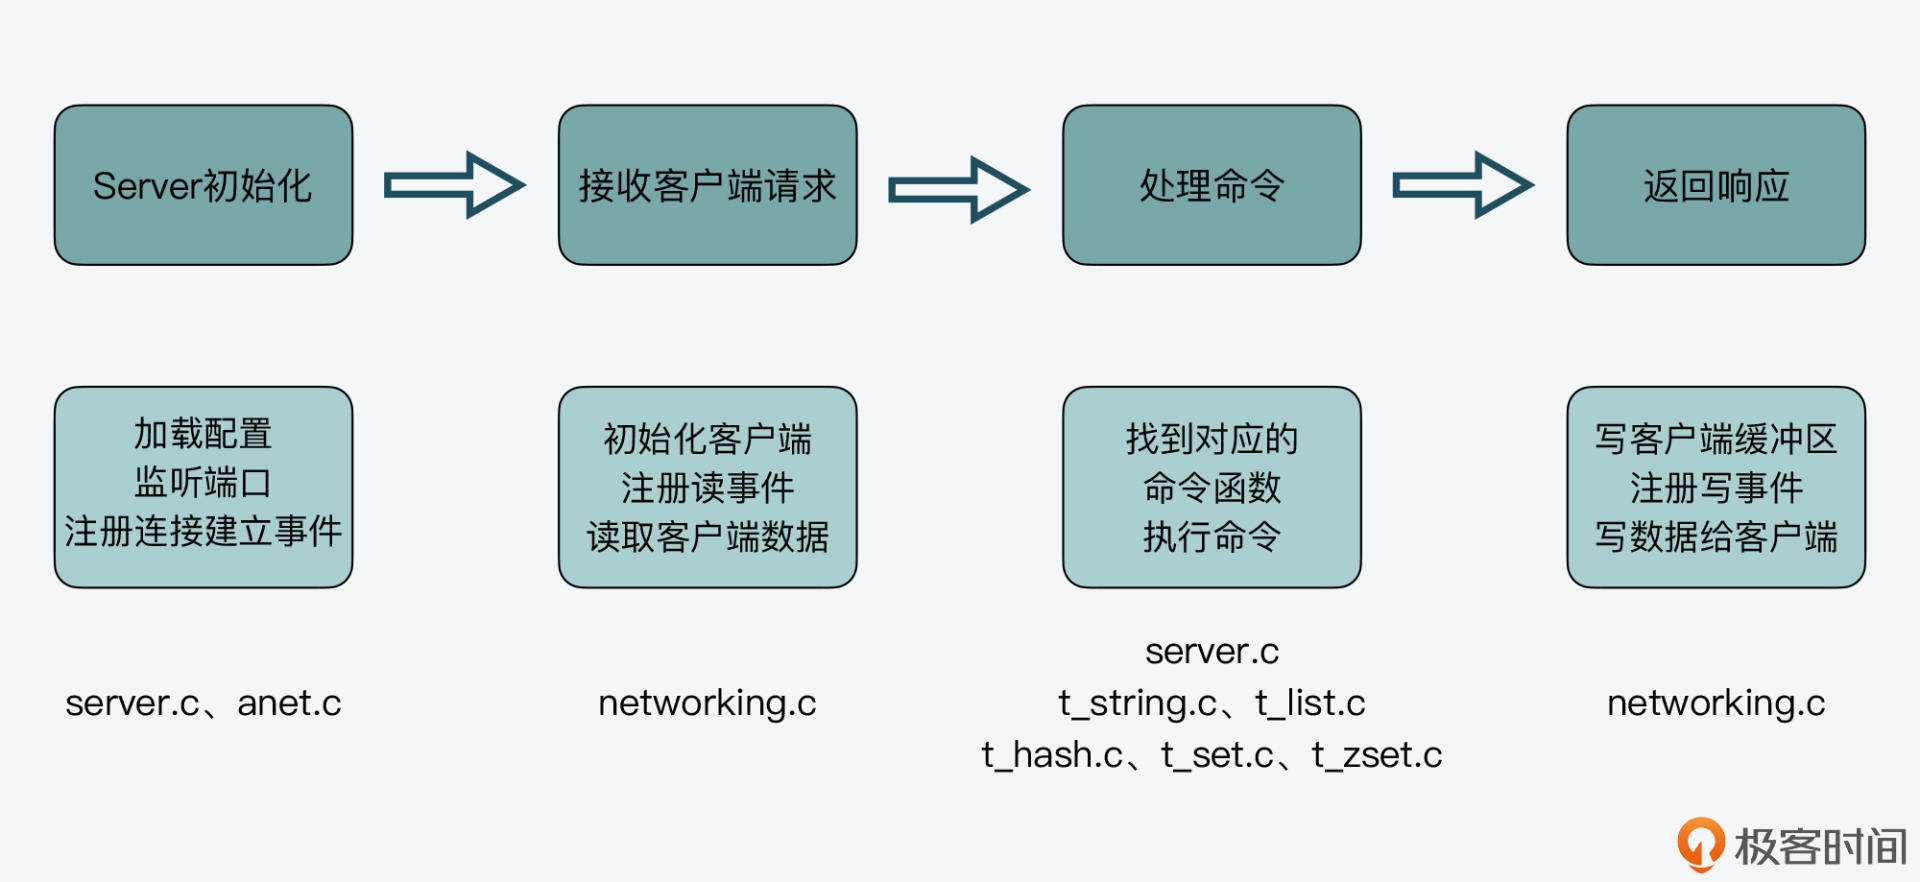 Server初始化
接收客户端请求
处理命令
返回响应
加载配置
监听端口
注册连接建立事件
初始化客户端
注册读事件
读取客户端数据
找到对应的
命令函数
执行命令
写客户端缓冲区
注册写事件
写数据给客户端
server.c、anet.c
networking.c
server.c
t_string.c、t_list.c
t_hash.c、t_set.c、t_zset.c
networking.c
极客时间